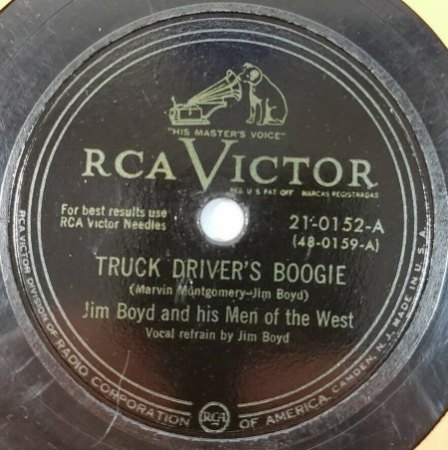 "HIS MASTER'S VOICE"
RCA VICTOR
REG. U.S. PAT. OFF. MARCAS REGISTRADAS
For best results use
RCA Victor Needles
21-0152-A
(48-0159-A)
TRUCK DRIVER'S BOOGIE
(Marvin Montgomery-Jim Boyd)
Jim Boyd and his Men of the West
Vocal refrain by Jim Boyd
RCA VICTOR DIVISION OF RADIO CORPORATION OF AMERICA, CAMDEN, N.J. MADE IN U.S.A.
RCA